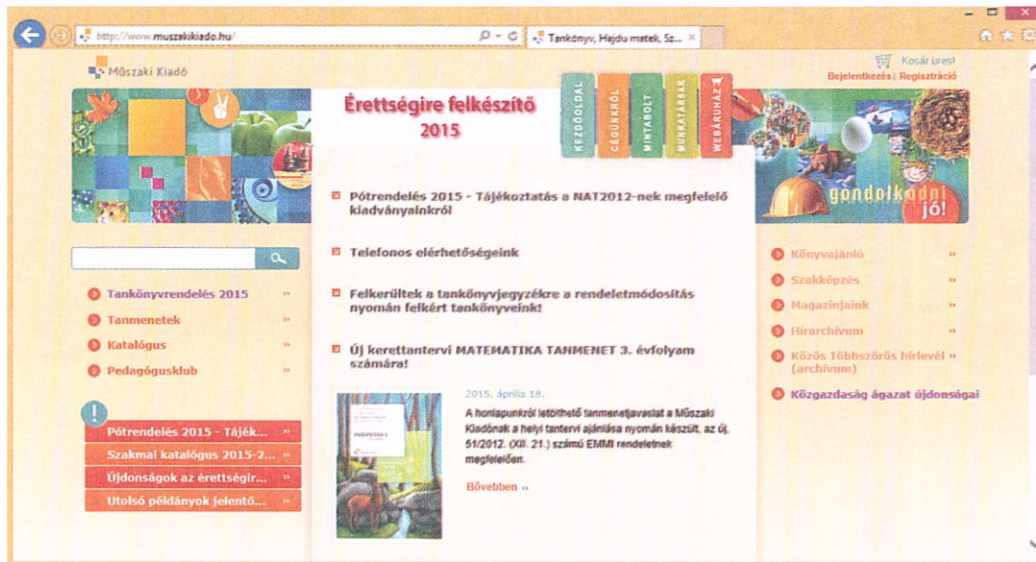 http://www.muszakikiado.hu/
Tankönyv, Hajdu matek, Sz...
Műszaki Kiadó
Kosár üres!
Bejelentkezés | Regisztráció
Érettségire felkészítő
2015
KEZDŐOLDAL
CÉGÜNKRŐL
MINTABOLT
MUNKATÁRSAK
WEBÁRUHÁZ
gondolkodni
jó!
Tankönyvrendelés 2015
Tanmenetek
Katalógus
Pedagógusklub
Pótrendelés 2015 - Tájék...
Szakmai katalógus 2015-2...
Újdonságok az érettségir...
Utolsó példányok jelentő...
Pótrendelés 2015 - Tájékoztatás a NAT2012-nek megfelelő
kiadványainkról
Telefonos elérhetőségeink
Felkerültek a tankönyvjegyzékre a rendeletmódosítás
nyomán felkért tankönyveink!
Új kerettantervi MATEMATIKA TANMENET 3. évfolyam
számára!
2015. április 18.
A honlapunkról letölthető tanmenetjavaslat a Műszaki
Kiadónak a helyi tantervi ajánlása nyomán készült, az új,
51/2012. (XII. 21.) számú EMMI rendeletnek
megfelelően.
Bővebben »
Könyvajánló
Szakképzés
Magazinjaink
Hírarchívum
Közös Többszörös hírlevél
(archívum)
Közgazdaság ágazat újdonságai